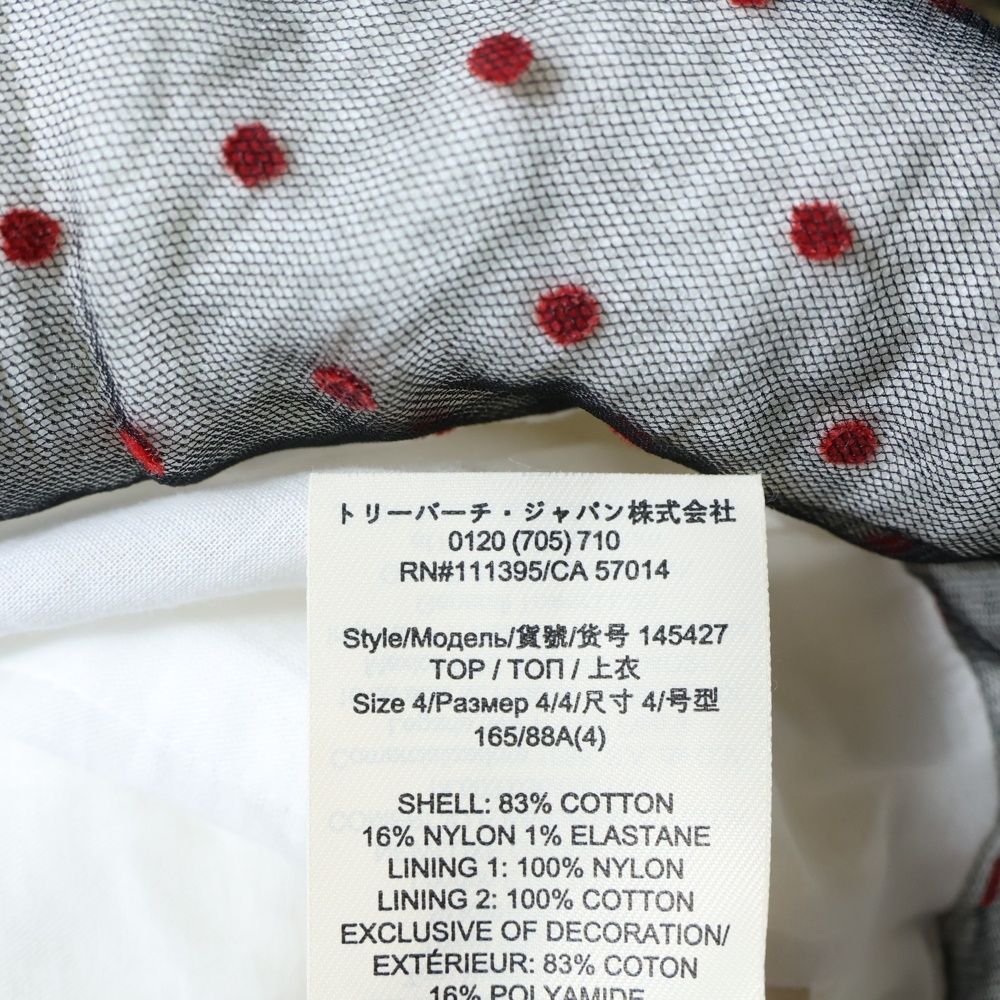 トリーバーチ・ジャパン株式会社
0120 (705) 710
RN#111395/CA 57014
Style/Модель/貨號/货号 145427
TOP / ТОП / 上衣
Size 4/Размер 4/4/尺寸 4/号型
165/88A(4)
SHELL: 83% COTTON
16% NYLON 1% ELASTANE
LINING 1: 100% NYLON
LINING 2: 100% COTTON
EXCLUSIVE OF DECORATION/
EXTÉRIEUR: 83% COTON
16% POLYAMIDE